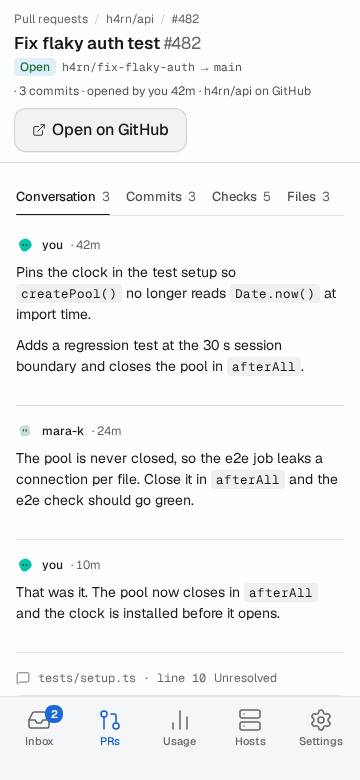 Pull requests / h4rn/api / #482
Fix flaky auth test #482
Open h4rn/fix-flaky-auth → main
· 3 commits · opened by you 42m · h4rn/api on GitHub
Open on GitHub
Conversation 3 Commits 3 Checks 5 Files 3
you · 42m
Pins the clock in the test setup so
createPool() no longer reads Date.now() at
import time.
Adds a regression test at the 30 s session
boundary and closes the pool in afterAll.
mara-k · 24m
The pool is never closed, so the e2e job leaks a
connection per file. Close it in afterAll and the
e2e check should go green.
you · 10m
That was it. The pool now closes in afterAll
and the clock is installed before it opens.
tests/setup.ts · line 10 Unresolved
2
Inbox PRs Usage Hosts Settings